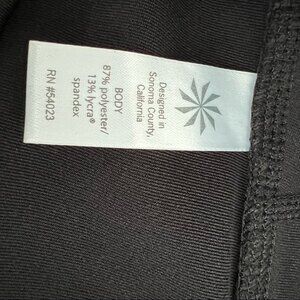 Designed in
Sonoma County,
California
BODY
87% polyester/
13% lycra®
spandex
RN #54023